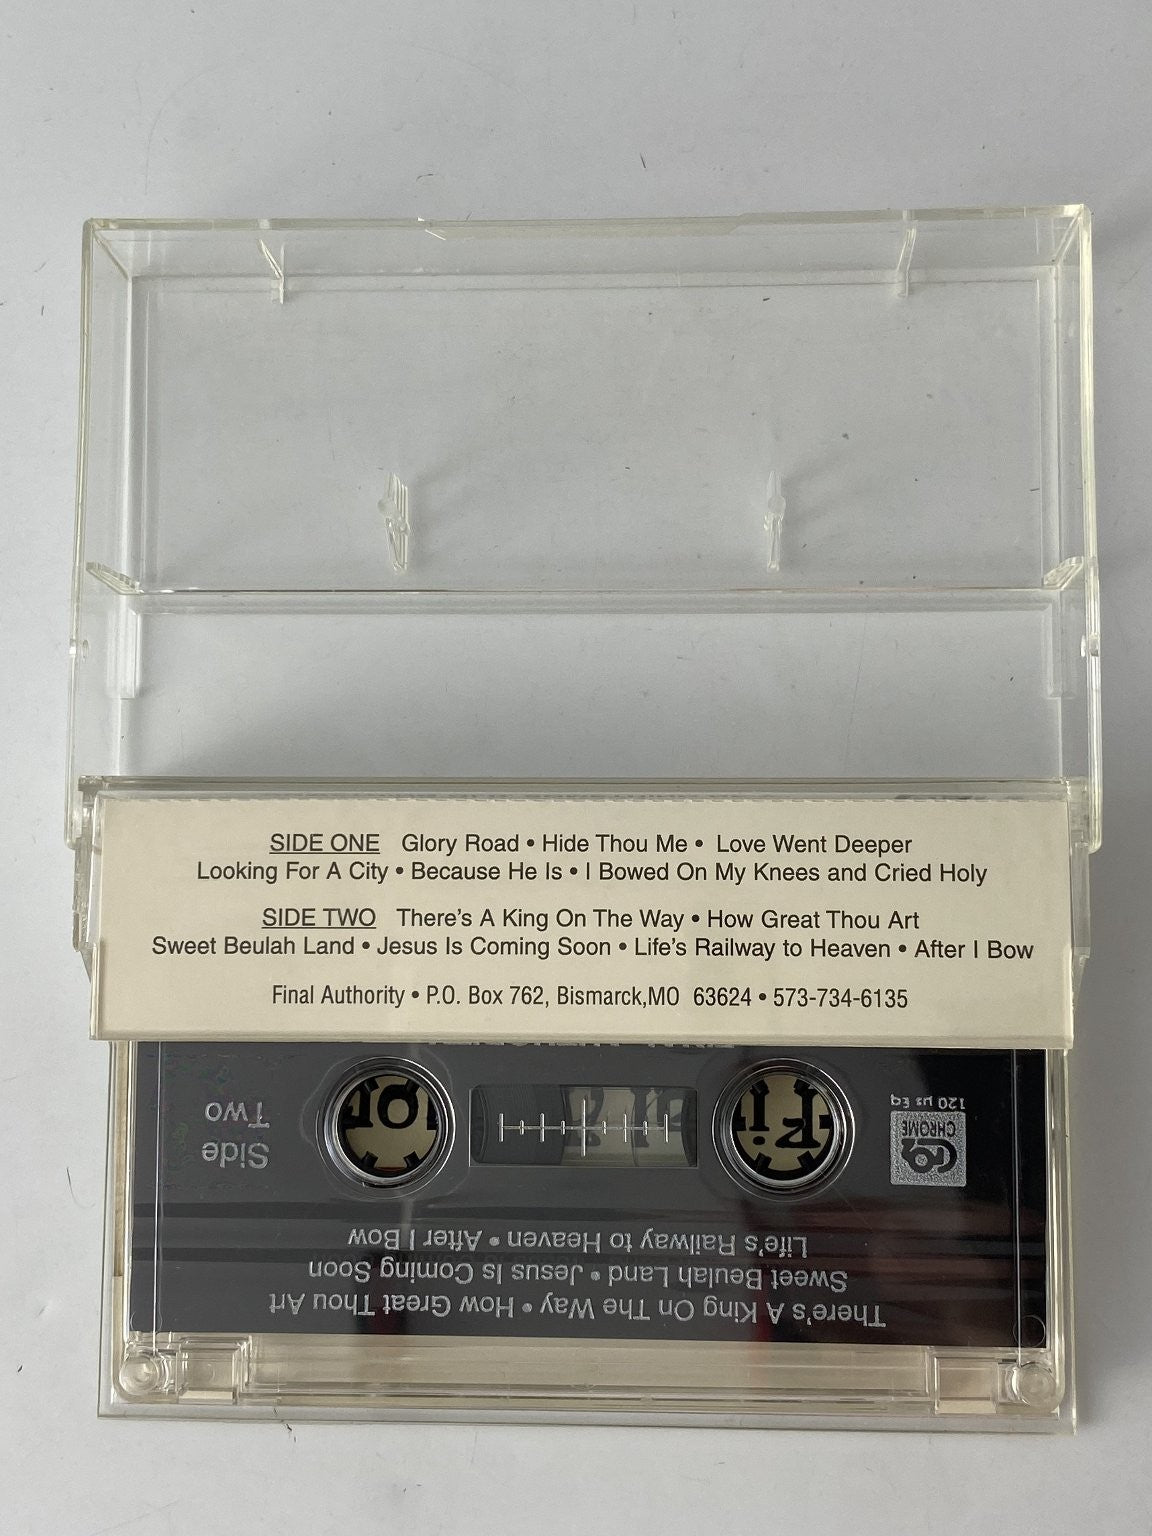 SIDE ONE Glory Road • Hide Thou Me • Love Went Deeper
Looking For A City • Because He Is • I Bowed On My Knees and Cried Holy
SIDE TWO There's A King On The Way • How Great Thou Art
Sweet Beulah Land • Jesus Is Coming Soon • Life's Railway to Heaven • After I Bow
Final Authority • P.O. Box 762, Bismarck,MO 63624 • 573-734-6135
Side
Two
CHROME
120 µs Eq
There's A King On The Way • How Great Thou Art
Sweet Beulah Land • Jesus Is Coming Soon
Life's Railway to Heaven • After I Bow